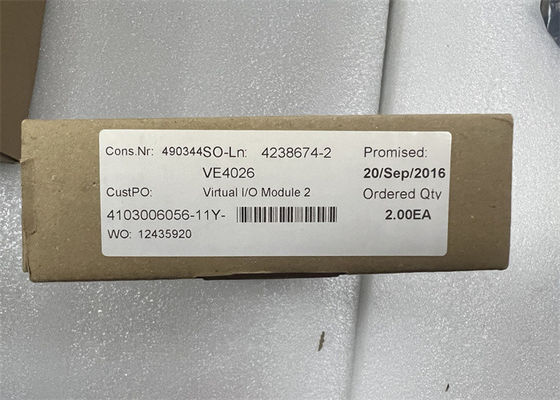 Cons.Nr: 490344SO-Ln: 4238674-2 Promised:
VE4026 20/Sep/2016
CustPO: Virtual I/O Module 2 Ordered Qty
4103006056-11Y- 2.00EA
WO: 12435920